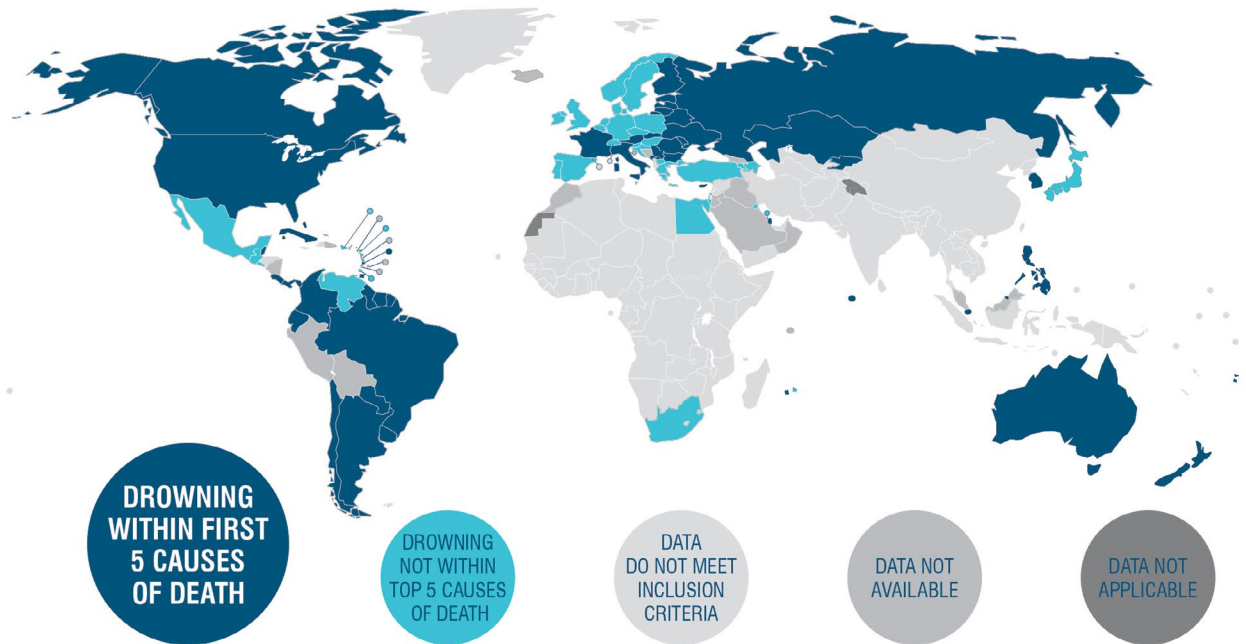 DROWNING
WITHIN FIRST
5 CAUSES
OF DEATH
DROWNING
NOT WITHIN
TOP 5 CAUSES
OF DEATH
DATA
DO NOT MEET
INCLUSION
CRITERIA
DATA NOT
AVAILABLE
DATA NOT
APPLICABLE